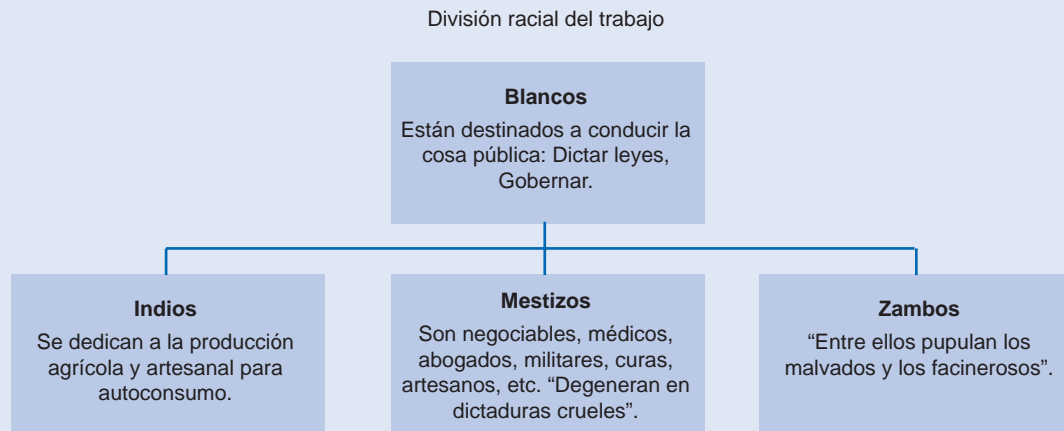 División racial del trabajo
Blancos
Están destinados a conducir la
cosa pública: Dictar leyes,
Gobernar.
Indios
Se dedican a la producción
agrícola y artesanal para
autoconsumo.
Mestizos
Son negociables, médicos,
abogados, militares, curas,
artesanos, etc. “Degeneran en
dictaduras crueles”.
Zambos
“Entre ellos pupulan los
malvados y los facinerosos”.